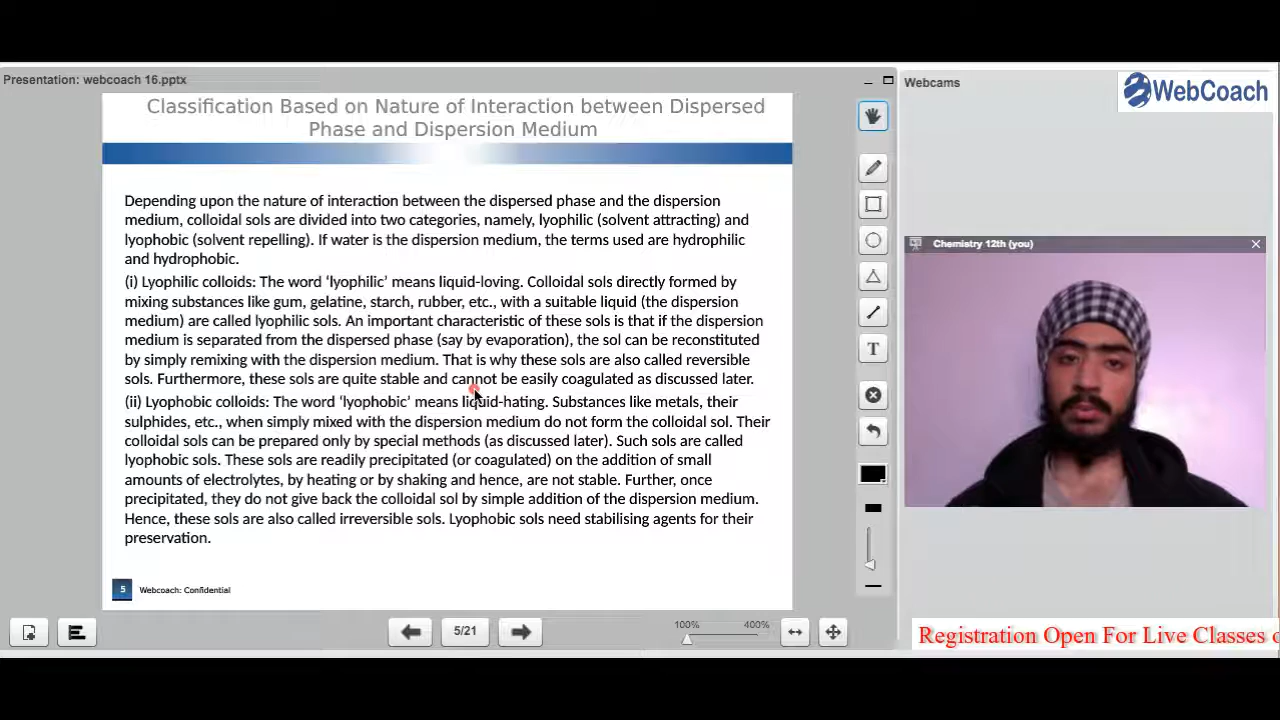 Presentation: webcoach 16.pptx
Classification Based on Nature of Interaction between Dispersed
Phase and Dispersion Medium
Depending upon the nature of interaction between the dispersed phase and the dispersion
medium, colloidal sols are divided into two categories, namely, lyophilic (solvent attracting) and
lyophobic (solvent repelling). If water is the dispersion medium, the terms used are hydrophilic
and hydrophobic.
(i) Lyophilic colloids: The word ‘lyophilic’ means liquid-loving. Colloidal sols directly formed by
mixing substances like gum, gelatine, starch, rubber, etc., with a suitable liquid (the dispersion
medium) are called lyophilic sols. An important characteristic of these sols is that if the dispersion
medium is separated from the dispersed phase (say by evaporation), the sol can be reconstituted
by simply remixing with the dispersion medium. That is why these sols are also called reversible
sols. Furthermore, these sols are quite stable and cannot be easily coagulated as discussed later.
(ii) Lyophobic colloids: The word ‘lyophobic’ means liquid-hating. Substances like metals, their
sulphides, etc., when simply mixed with the dispersion medium do not form the colloidal sol. Their
colloidal sols can be prepared only by special methods (as discussed later). Such sols are called
lyophobic sols. These sols are readily precipitated (or coagulated) on the addition of small
amounts of electrolytes, by heating or by shaking and hence, are not stable. Further, once
precipitated, they do not give back the colloidal sol by simple addition of the dispersion medium.
Hence, these sols are also called irreversible sols. Lyophobic sols need stabilising agents for their
preservation.
5 Webcoach: Confidential
5/21
100% 400%
T
Webcams
WebCoach
Chemistry 12th (you)
Registration Open For Live Classes o